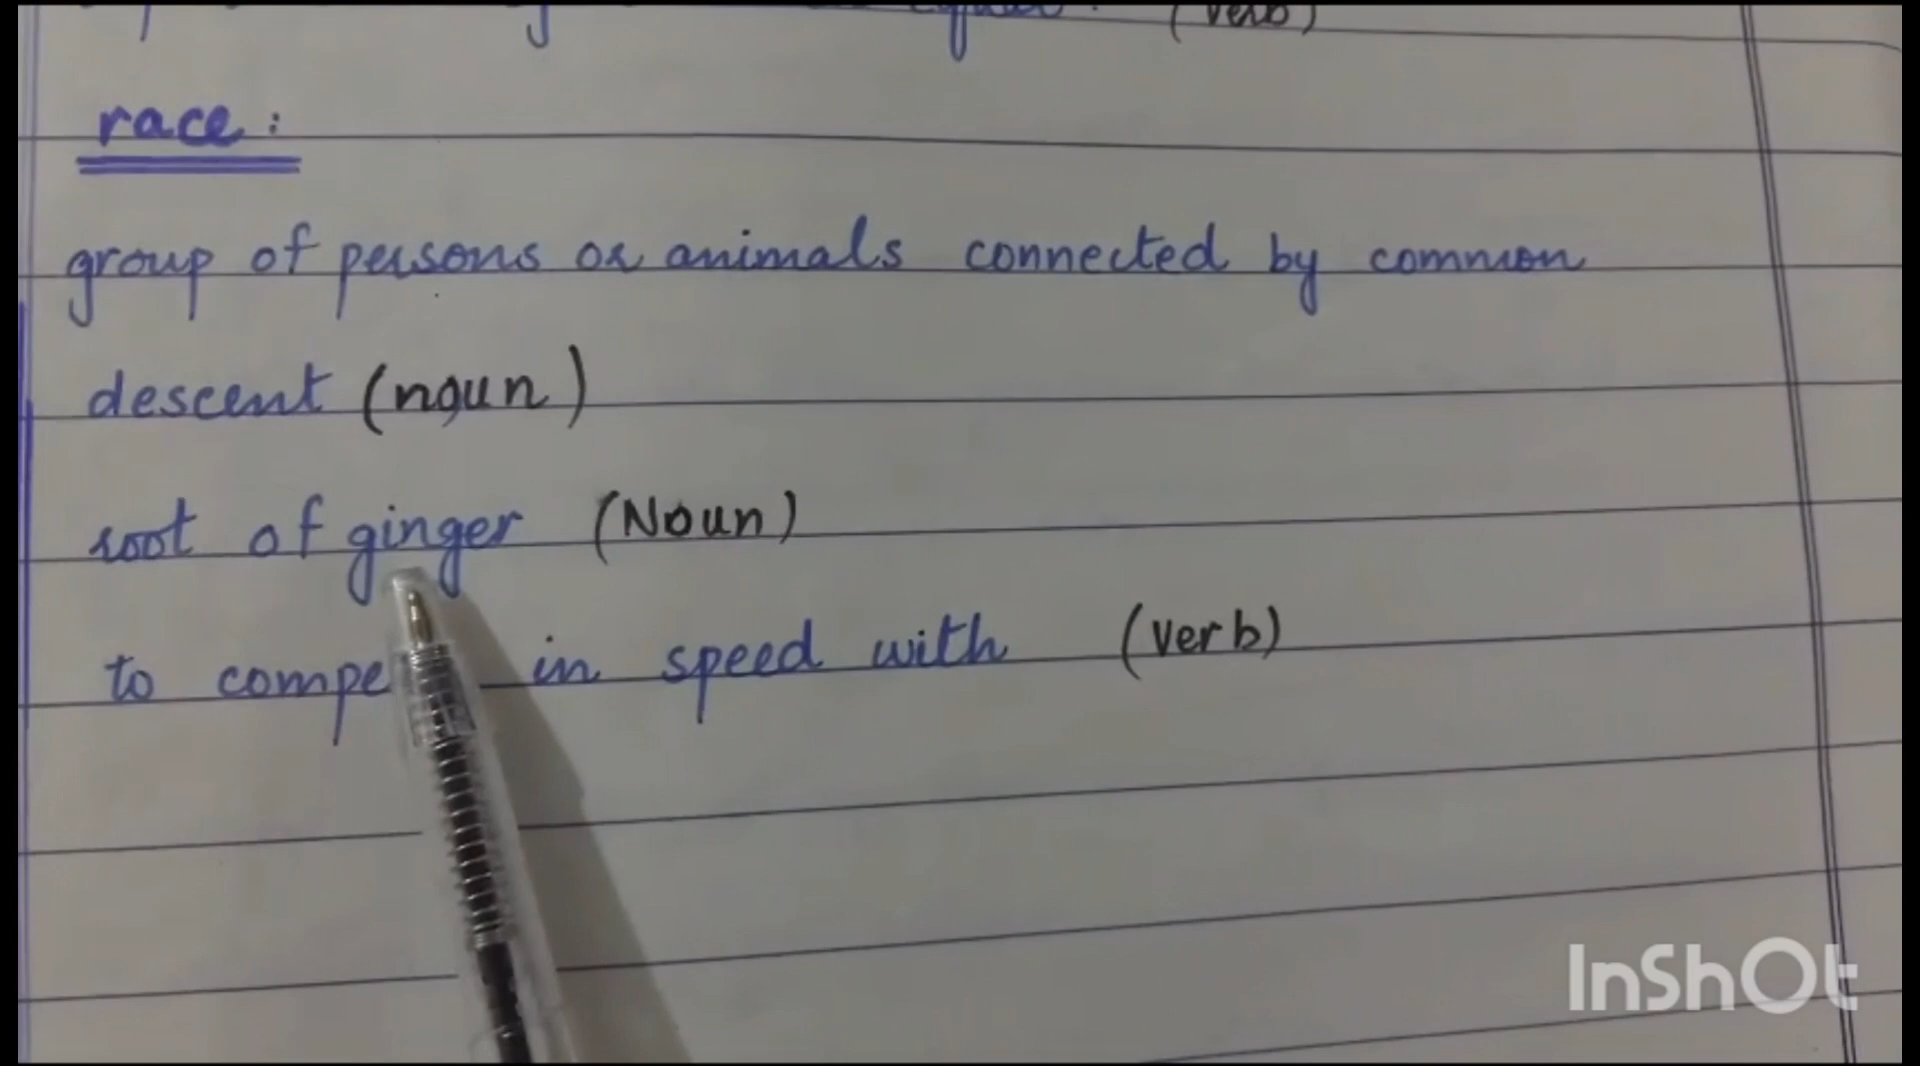 (verb)
race :
group of persons or animals connected by common
descent (noun)
root of ginger (Noun)
to compe in speed with (verb)
InShOt